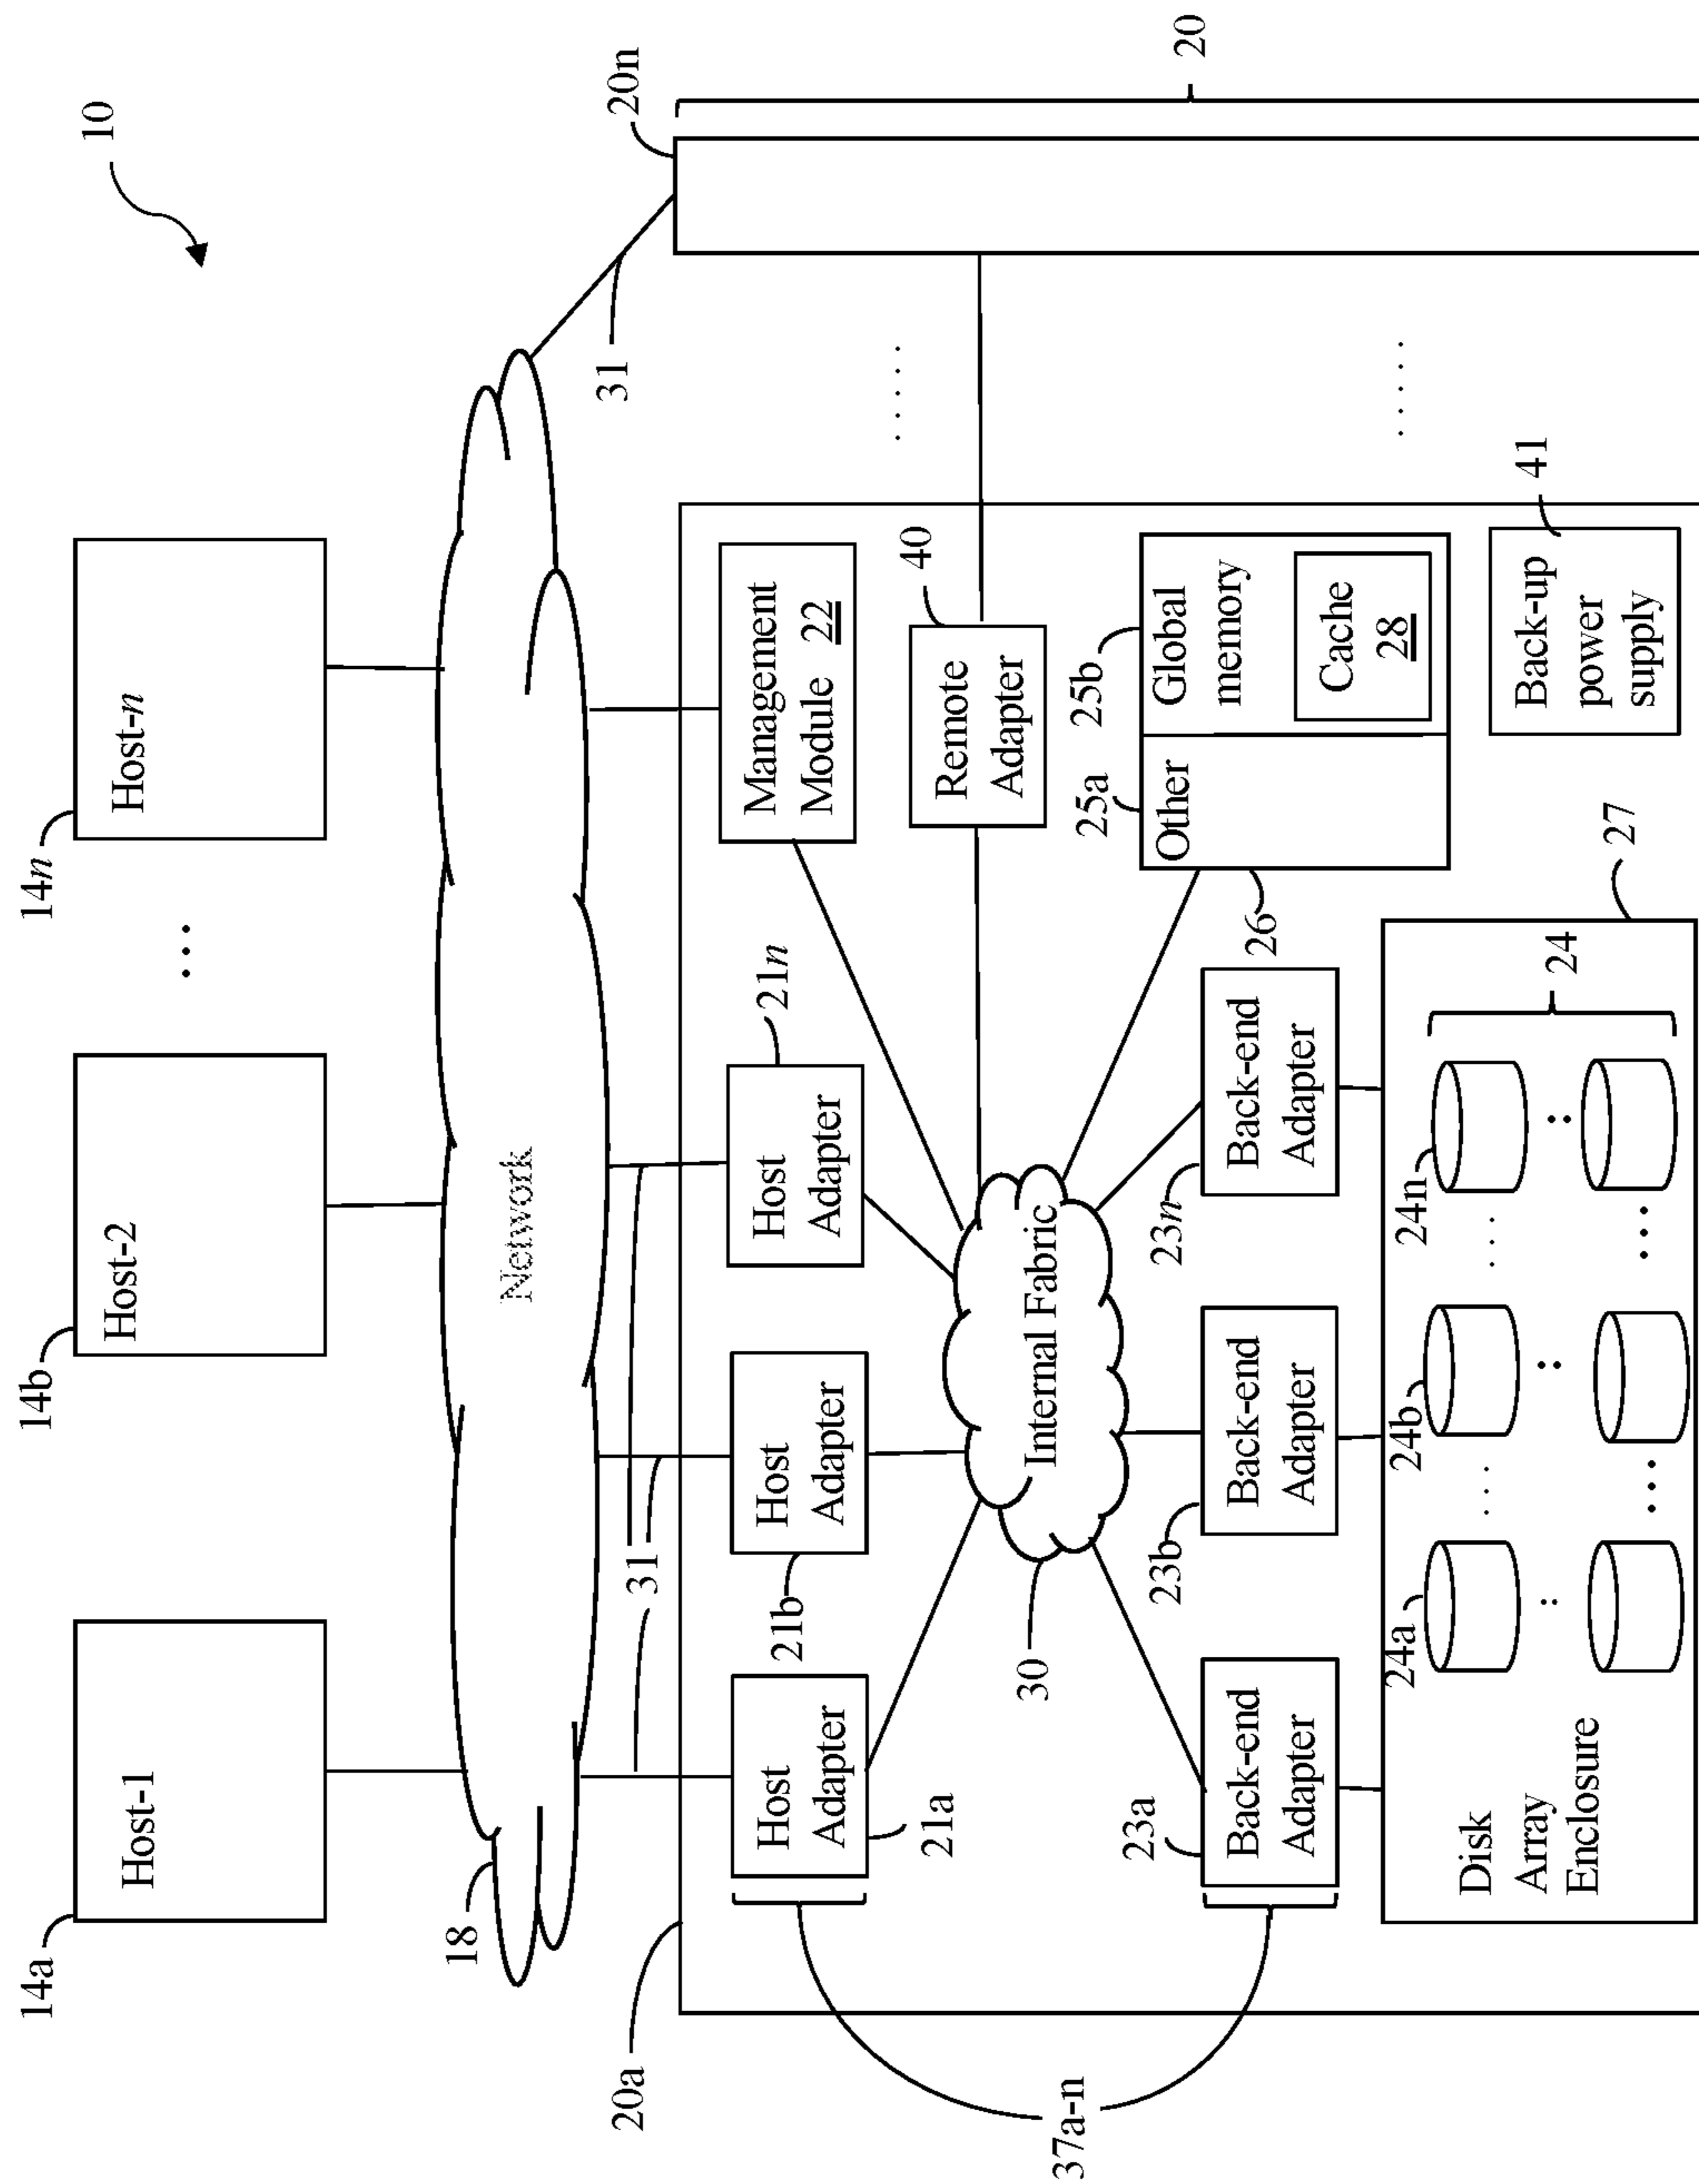 10
14a
Host-1
14b
Host-2
14n
Host-n
...
18
Network
31
31
20n
20
20a
37a-n
Host
Adapter
21a
Host
Adapter
21b
Host
Adapter
21n
Management
Module 22
Remote
Adapter
40
.....
30
Internal Fabric
25a
Other
25b
Global
memory
Cache
28
26
23a
Back-end
Adapter
23b
Back-end
Adapter
23n
Back-end
Adapter
Back-up
power
supply
41
.....
27
Disk
Array
Enclosure
24a
24b
24n
24
....
....
:
:
::
...
...